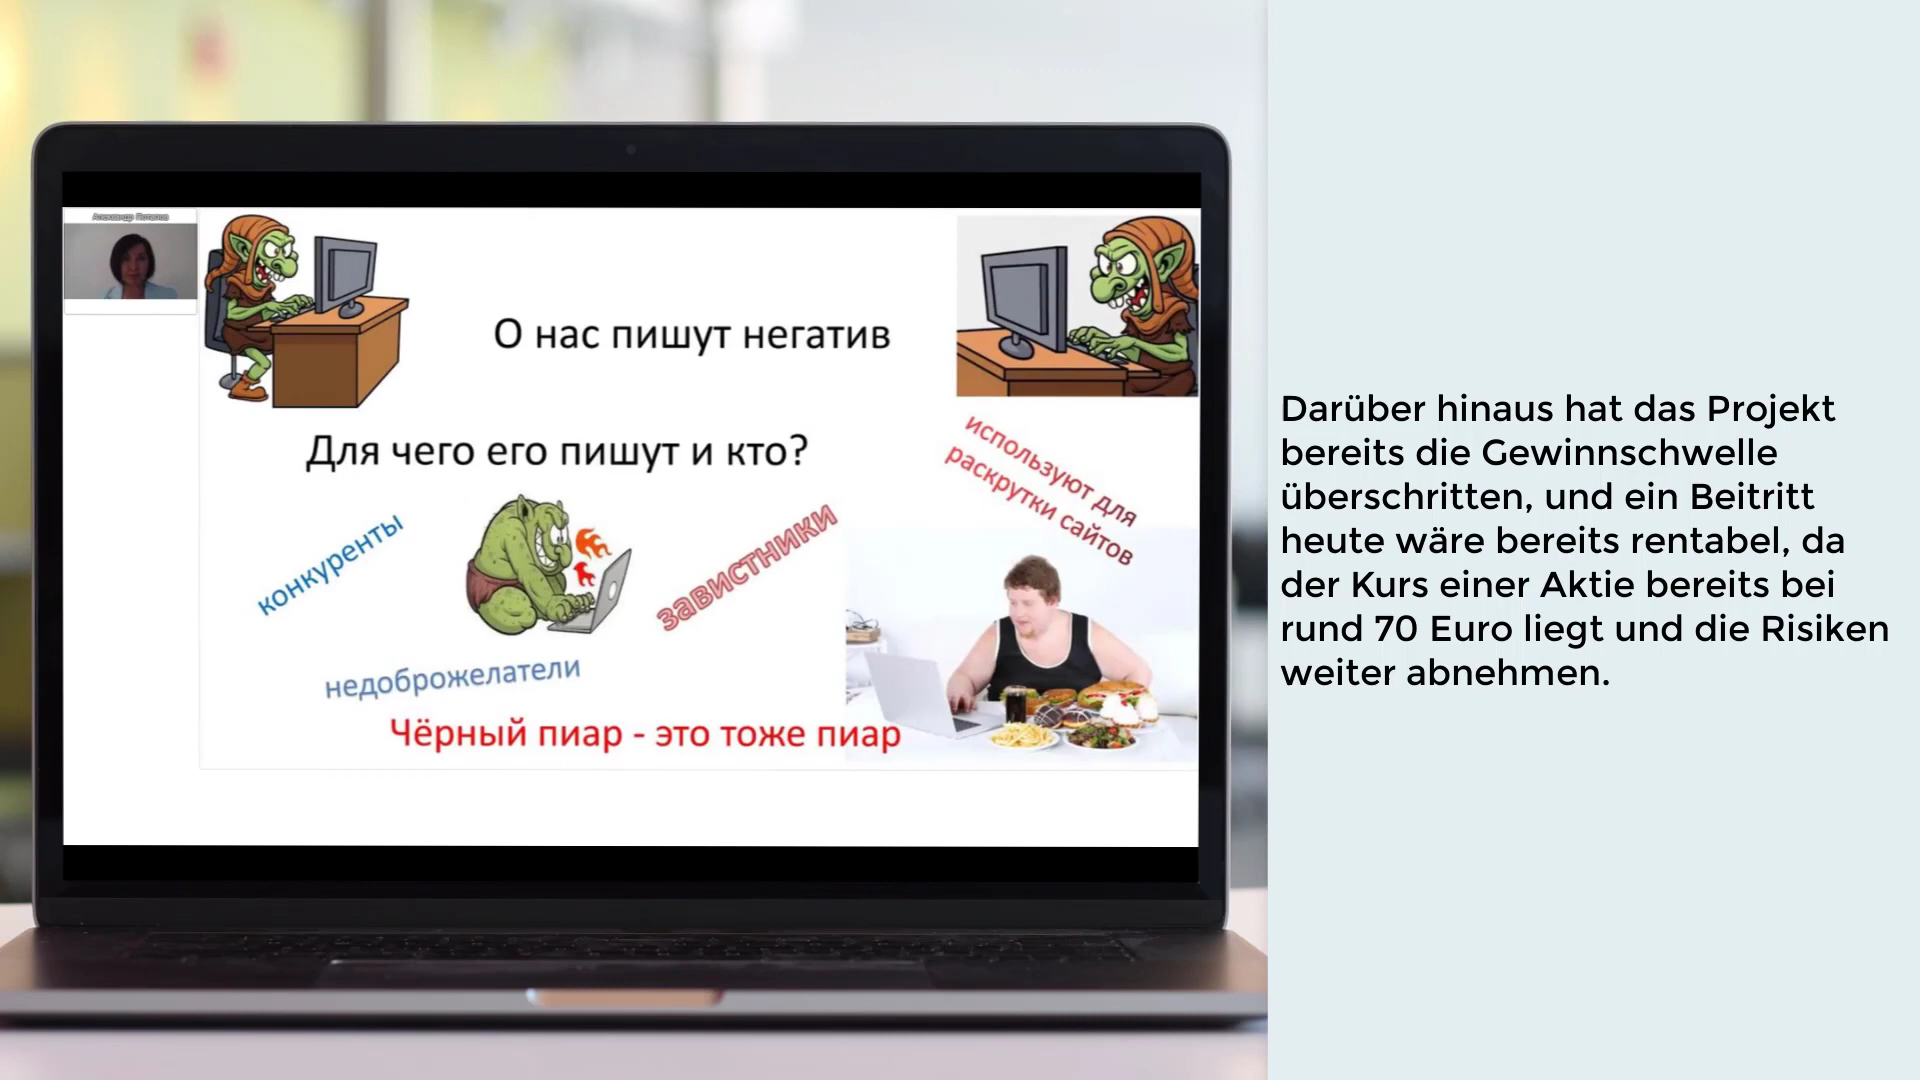 Александр Потапов
О нас пишут негатив
Для чего его пишут и кто?
используют для
раскрутки сайтов
конкуренты
завистники
недоброжелатели
Чёрный пиар - это тоже пиар
Darüber hinaus hat das Projekt
bereits die Gewinnschwelle
überschritten, und ein Beitritt
heute wäre bereits rentabel, da
der Kurs einer Aktie bereits bei
rund 70 Euro liegt und die Risiken
weiter abnehmen.